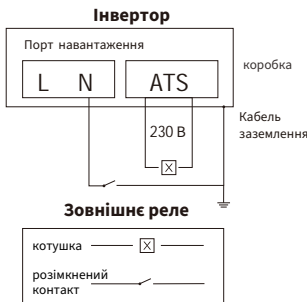 Інвертор
Порт навантаження
L N
ATS
коробка
230 В
Кабель
заземлення
X
Зовнішнє реле
котушка X
розімкнений
контакт